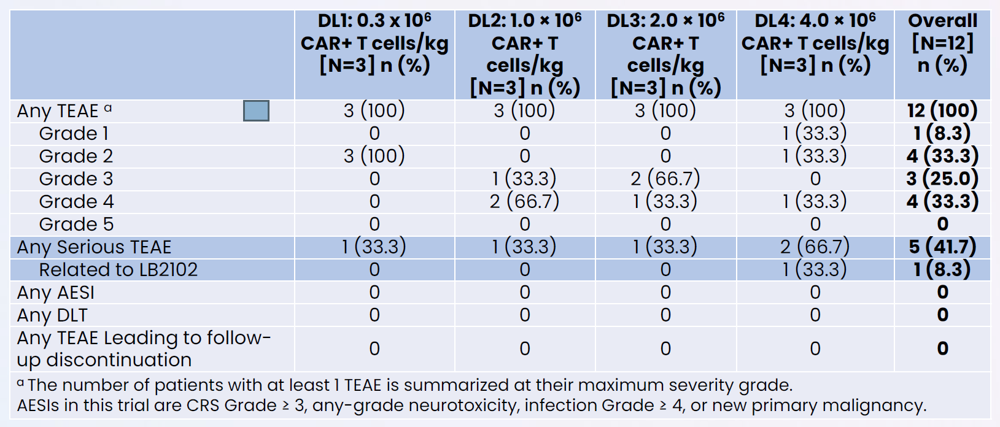 DL1: 0.3 x 10⁶ CAR+ T cells/kg [N=3] n (%)
DL2: 1.0 × 10⁶ CAR+ T cells/kg [N=3] n (%)
DL3: 2.0 × 10⁶ CAR+ T cells/kg [N=3] n (%)
DL4: 4.0 × 10⁶ CAR+ T cells/kg [N=3] n (%)
Overall [N=12] n (%)
Any TEAE ᵃ 3 (100) 3 (100) 3 (100) 3 (100) 12 (100)
Grade 1 0 0 0 1 (33.3) 1 (8.3)
Grade 2 3 (100) 0 0 1 (33.3) 4 (33.3)
Grade 3 0 1 (33.3) 2 (66.7) 0 3 (25.0)
Grade 4 0 2 (66.7) 1 (33.3) 1 (33.3) 4 (33.3)
Grade 5 0 0 0 0 0
Any Serious TEAE 1 (33.3) 1 (33.3) 1 (33.3) 2 (66.7) 5 (41.7)
Related to LB2102 0 0 0 1 (33.3) 1 (8.3)
Any AESI 0 0 0 0 0
Any DLT 0 0 0 0 0
Any TEAE Leading to follow-
up discontinuation 0 0 0 0 0
ᵃ The number of patients with at least 1 TEAE is summarized at their maximum severity grade.
AESIs in this trial are CRS Grade ≥ 3, any-grade neurotoxicity, infection Grade ≥ 4, or new primary malignancy.